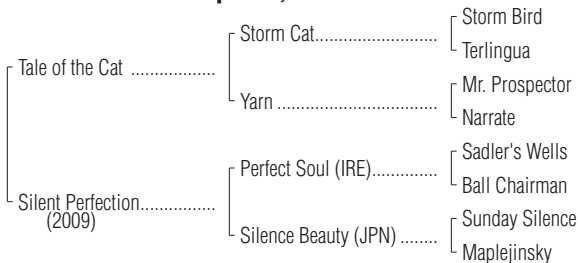 Storm Bird
Storm Cat..............................
Terlingua
Tale of the Cat ..................
Mr. Prospector
Yarn ......................................
Narrate
Sadler's Wells
Perfect Soul (IRE)................
Ball Chairman
Silent Perfection................
(2009)
Sunday Silence
Silence Beauty (JPN) .........
Maplejinsky